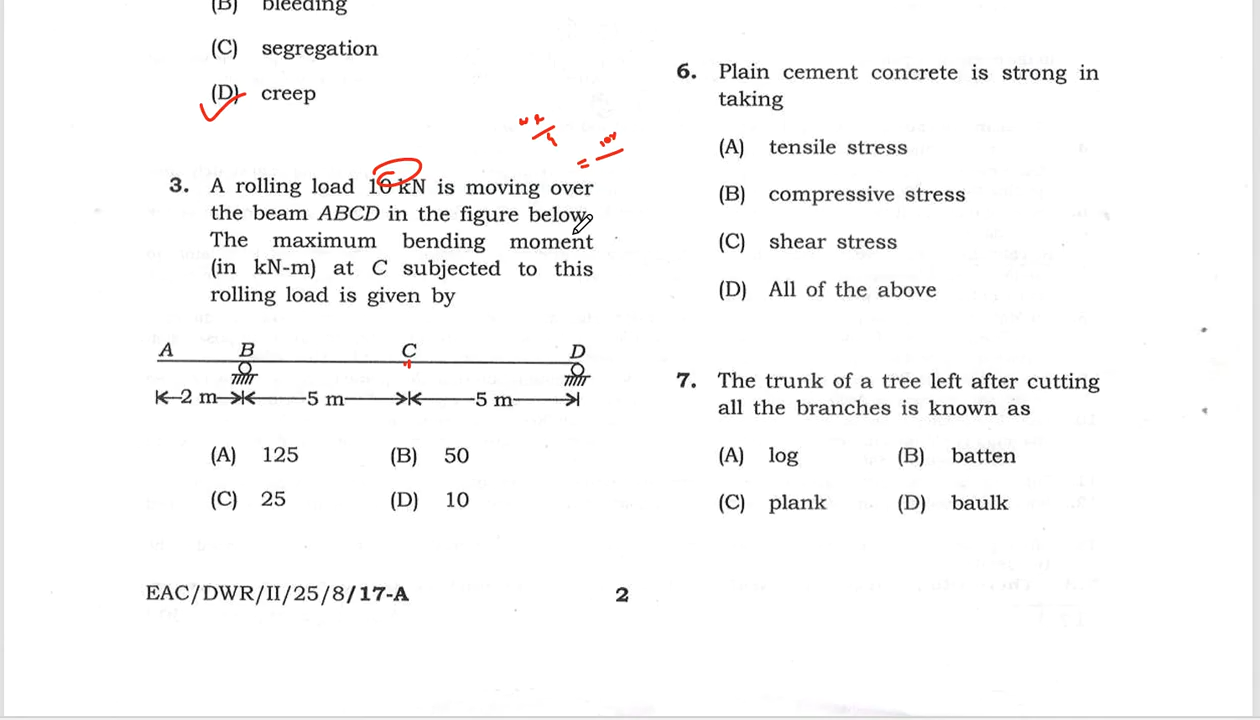 (B) bleeding
(C) segregation
(D) creep
3. A rolling load 10 kN is moving over
the beam ABCD in the figure below.
The maximum bending moment
(in kN-m) at C subjected to this
rolling load is given by
A B C D
2 m 5 m 5 m
(A) 125 (B) 50
(C) 25 (D) 10
6. Plain cement concrete is strong in
taking
(A) tensile stress
(B) compressive stress
(C) shear stress
(D) All of the above
7. The trunk of a tree left after cutting
all the branches is known as
(A) log (B) batten
(C) plank (D) baulk
EAC/DWR/II/25/8/17-A 2